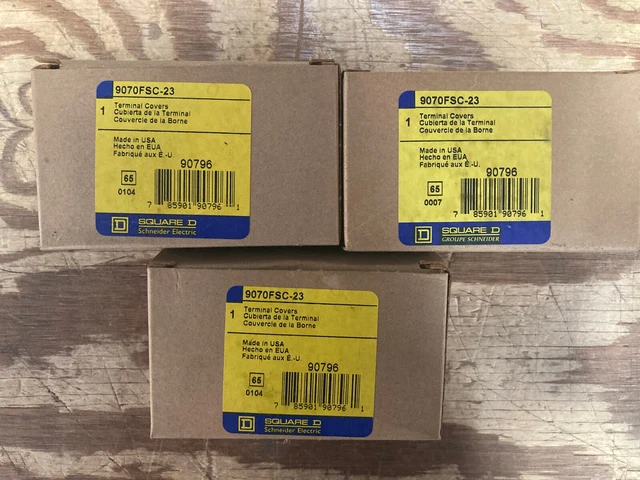 9070FSC-23
1
Terminal Covers
Cubierta de la Terminal
Couvercle de la Borne
Made in USA
Hecho en EUA
Fabriqué aux É.-U.
90796
65
0104
7 85901 90796 1
SQUARE D
Schneider Electric
9070FSC-23
1
Terminal Covers
Cubierta de la Terminal
Couvercle de la Borne
Made in USA
Hecho en EUA
Fabriqué aux É.-U.
90796
65
0007
7 85901 90796 1
SQUARE D
GROUPE SCHNEIDER
9070FSC-23
1
Terminal Covers
Cubierta de la Terminal
Couvercle de la Borne
Made in USA
Hecho en EUA
Fabriqué aux É.-U.
90796
65
0104
7 85901 90796 1
SQUARE D
Schneider Electric